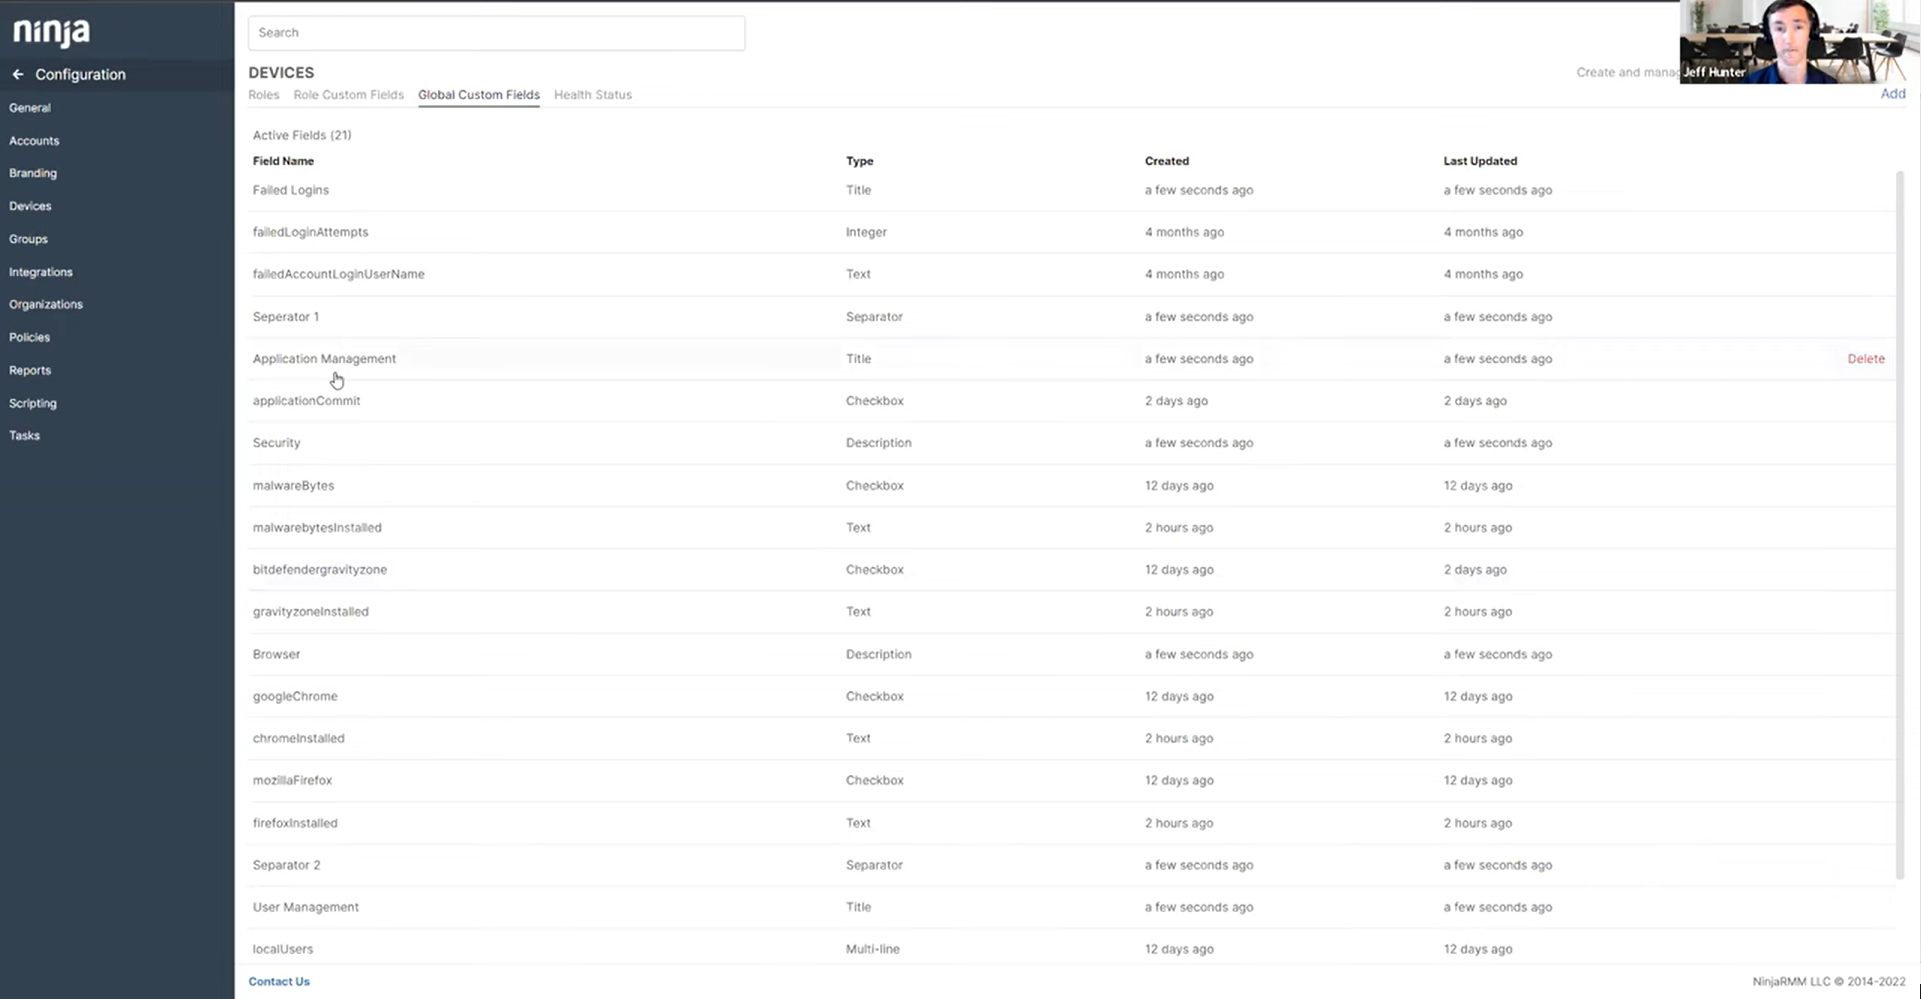 ninja
Search
Configuration
DEVICES
Create and manag
Jeff Hunter
Roles Role Custom Fields Global Custom Fields Health Status
Add
General
Accounts
Branding
Devices
Groups
Integrations
Organizations
Policies
Reports
Scripting
Tasks
Active Fields (21)
Field Name Type Created Last Updated
Failed Logins Title a few seconds ago a few seconds ago
failedLoginAttempts Integer 4 months ago 4 months ago
failedAccountLoginUserName Text 4 months ago 4 months ago
Seperator 1 Separator a few seconds ago a few seconds ago
Application Management Title a few seconds ago a few seconds ago Delete
applicationCommit Checkbox 2 days ago 2 days ago
Security Description a few seconds ago a few seconds ago
malwareBytes Checkbox 12 days ago 12 days ago
malwarebytesInstalled Text 2 hours ago 2 hours ago
bitdefendergravityzone Checkbox 12 days ago 2 days ago
gravityzoneInstalled Text 2 hours ago 2 hours ago
Browser Description a few seconds ago a few seconds ago
googleChrome Checkbox 12 days ago 12 days ago
chromeInstalled Text 2 hours ago 2 hours ago
mozillaFirefox Checkbox 12 days ago 12 days ago
firefoxInstalled Text 2 hours ago 2 hours ago
Separator 2 Separator a few seconds ago a few seconds ago
User Management Title a few seconds ago a few seconds ago
localUsers Multi-line 12 days ago 12 days ago
Contact Us
NinjaRMM LLC © 2014-2022